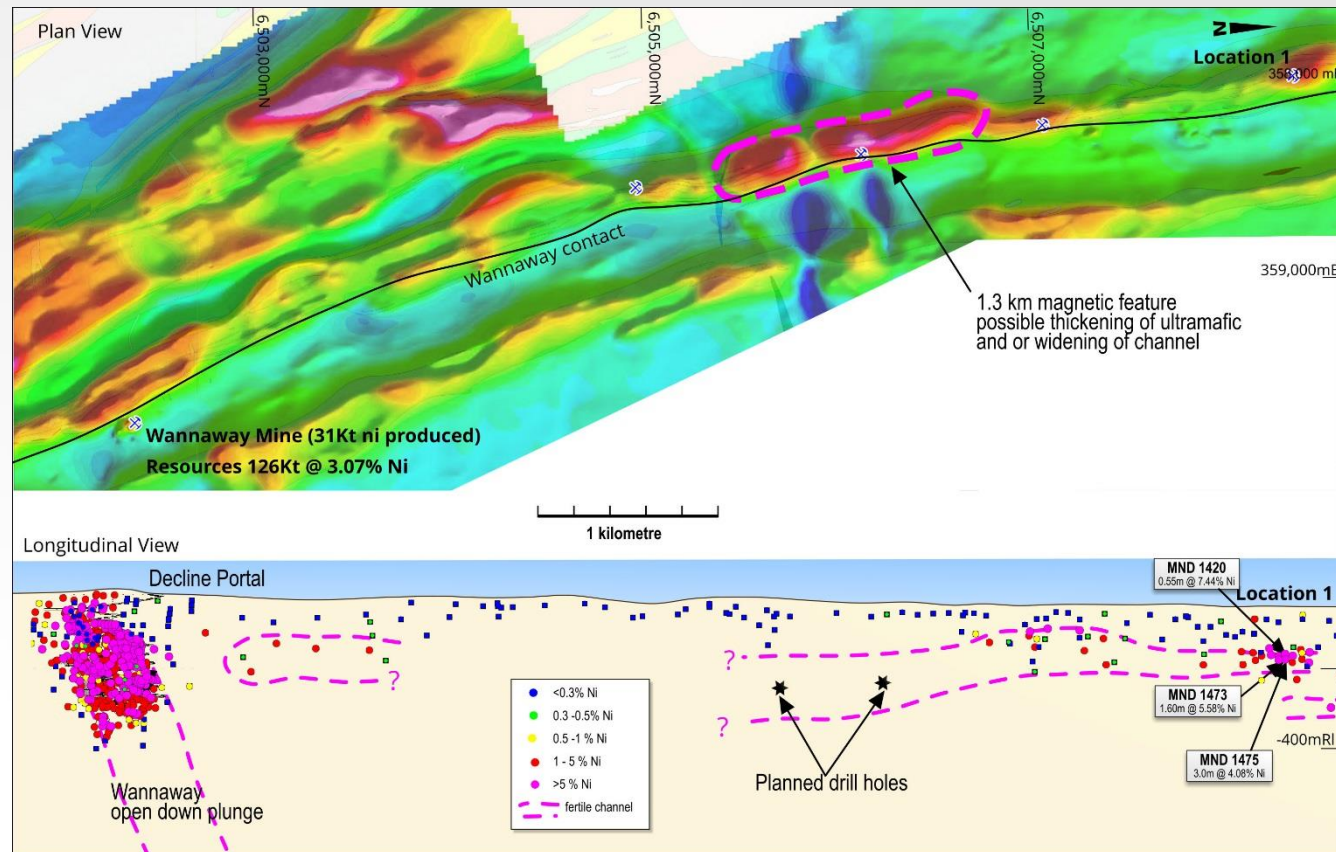 Plan View
6,503,000mN
6,505,000mN
6,507,000mN
N
Location 1
358,000 mE
Wannaway contact
359,000mE
1.3 km magnetic feature
possible thickening of ultramafic
and or widening of channel
Wannaway Mine (31Kt ni produced)
Resources 126Kt @ 3.07% Ni
1 kilometre
Longitudinal View
Decline Portal
MND 1420
0.55m @ 7.44% Ni
Location 1
?
?
?
<0.3% Ni
0.3 -0.5% Ni
0.5 -1 % Ni
1 - 5 % Ni
>5 % Ni
fertile channel
MND 1473
1.60m @ 5.58% Ni
-400mRl
MND 1475
3.0m @ 4.08% Ni
Planned drill holes
Wannaway
open down plunge